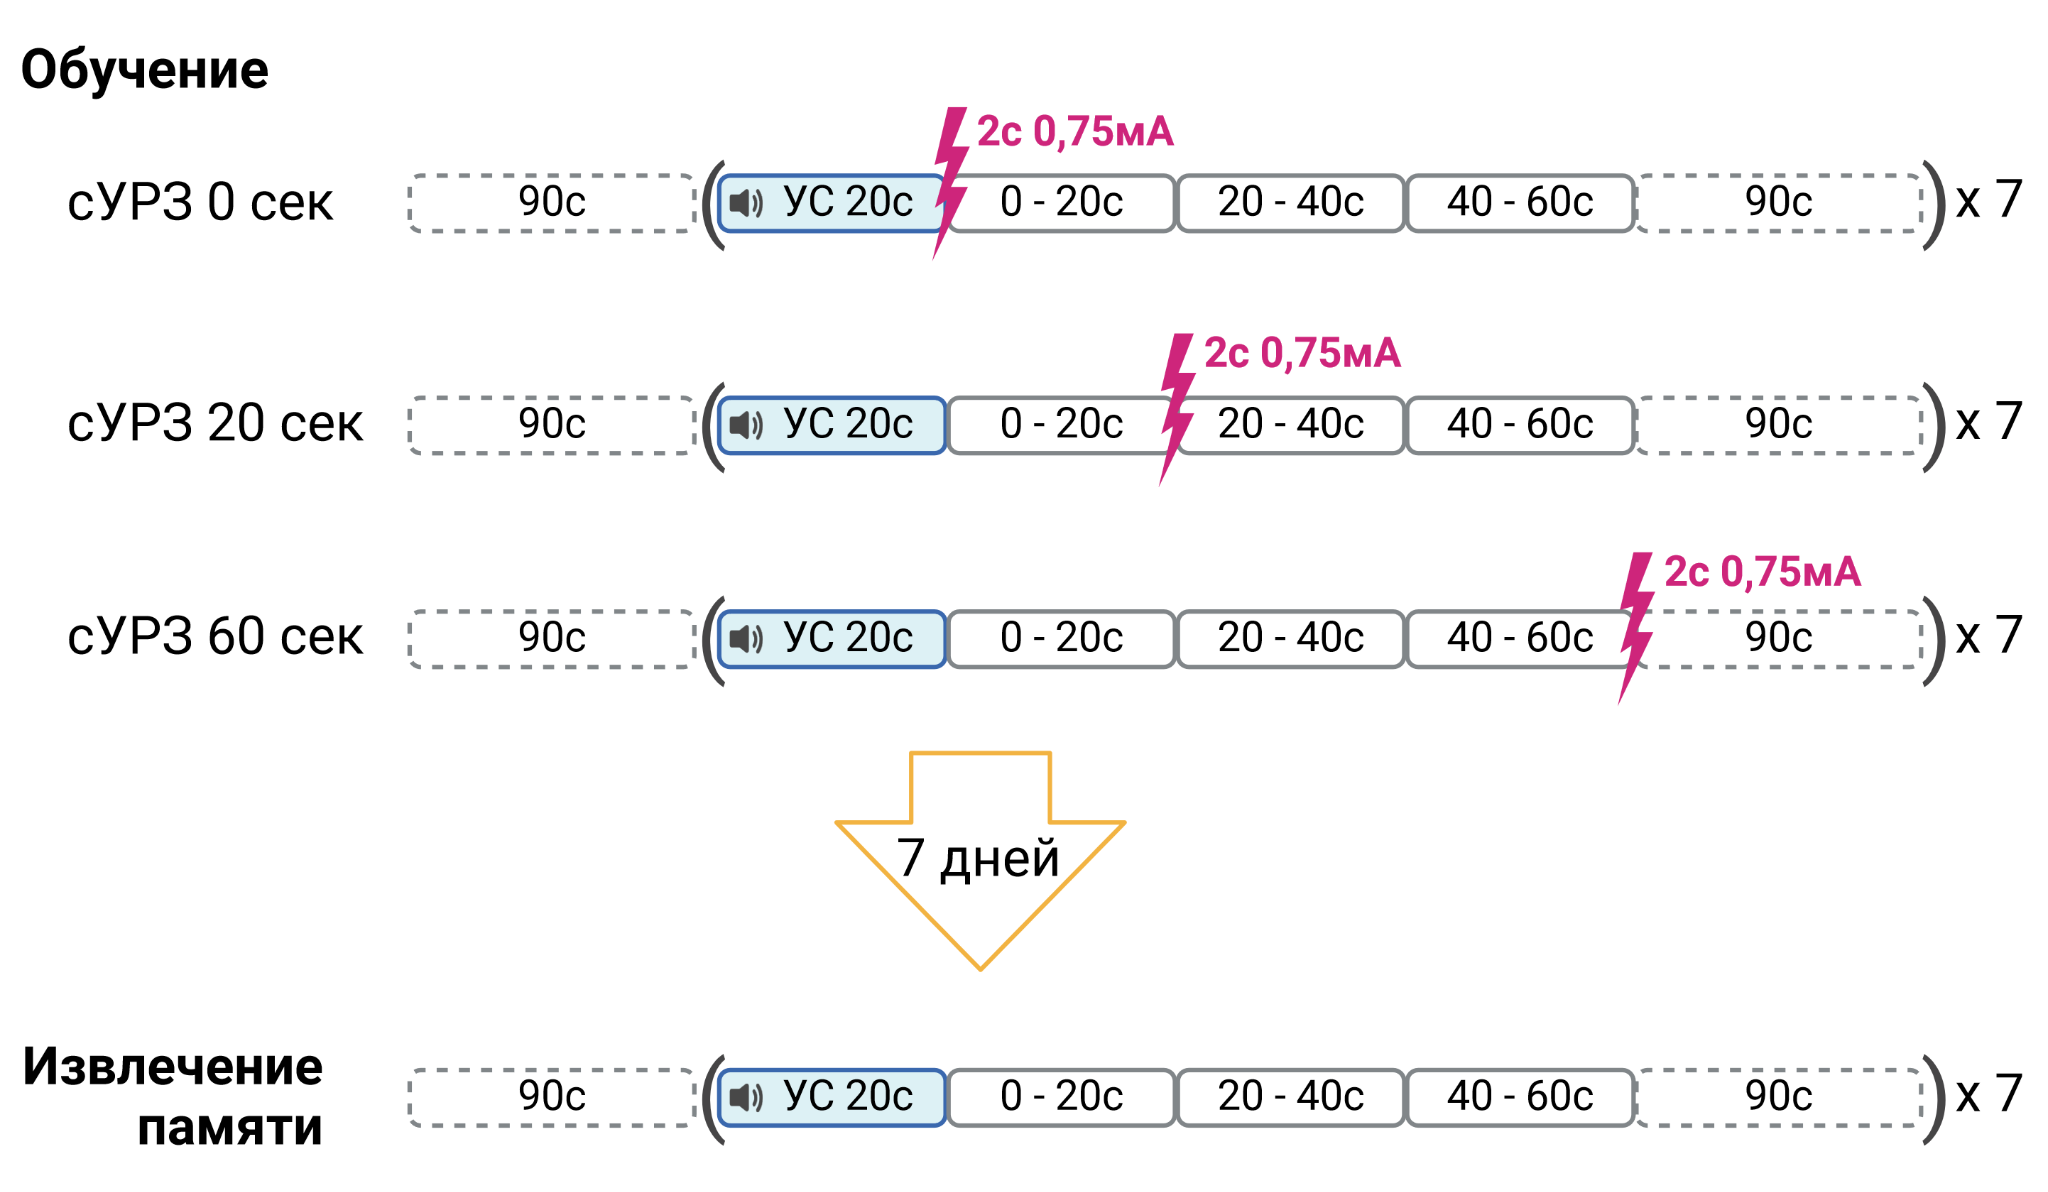 Обучение
2с 0,75мА
сУРЗ 0 сек 90с ( УС 20с 0 - 20с 20 - 40с 40 - 60с 90с ) x 7
2с 0,75мА
сУРЗ 20 сек 90с ( УС 20с 0 - 20с 20 - 40с 40 - 60с 90с ) x 7
2с 0,75мА
сУРЗ 60 сек 90с ( УС 20с 0 - 20с 20 - 40с 40 - 60с 90с ) x 7
7 дней
Извлечение
памяти
90с ( УС 20с 0 - 20с 20 - 40с 40 - 60с 90с ) x 7